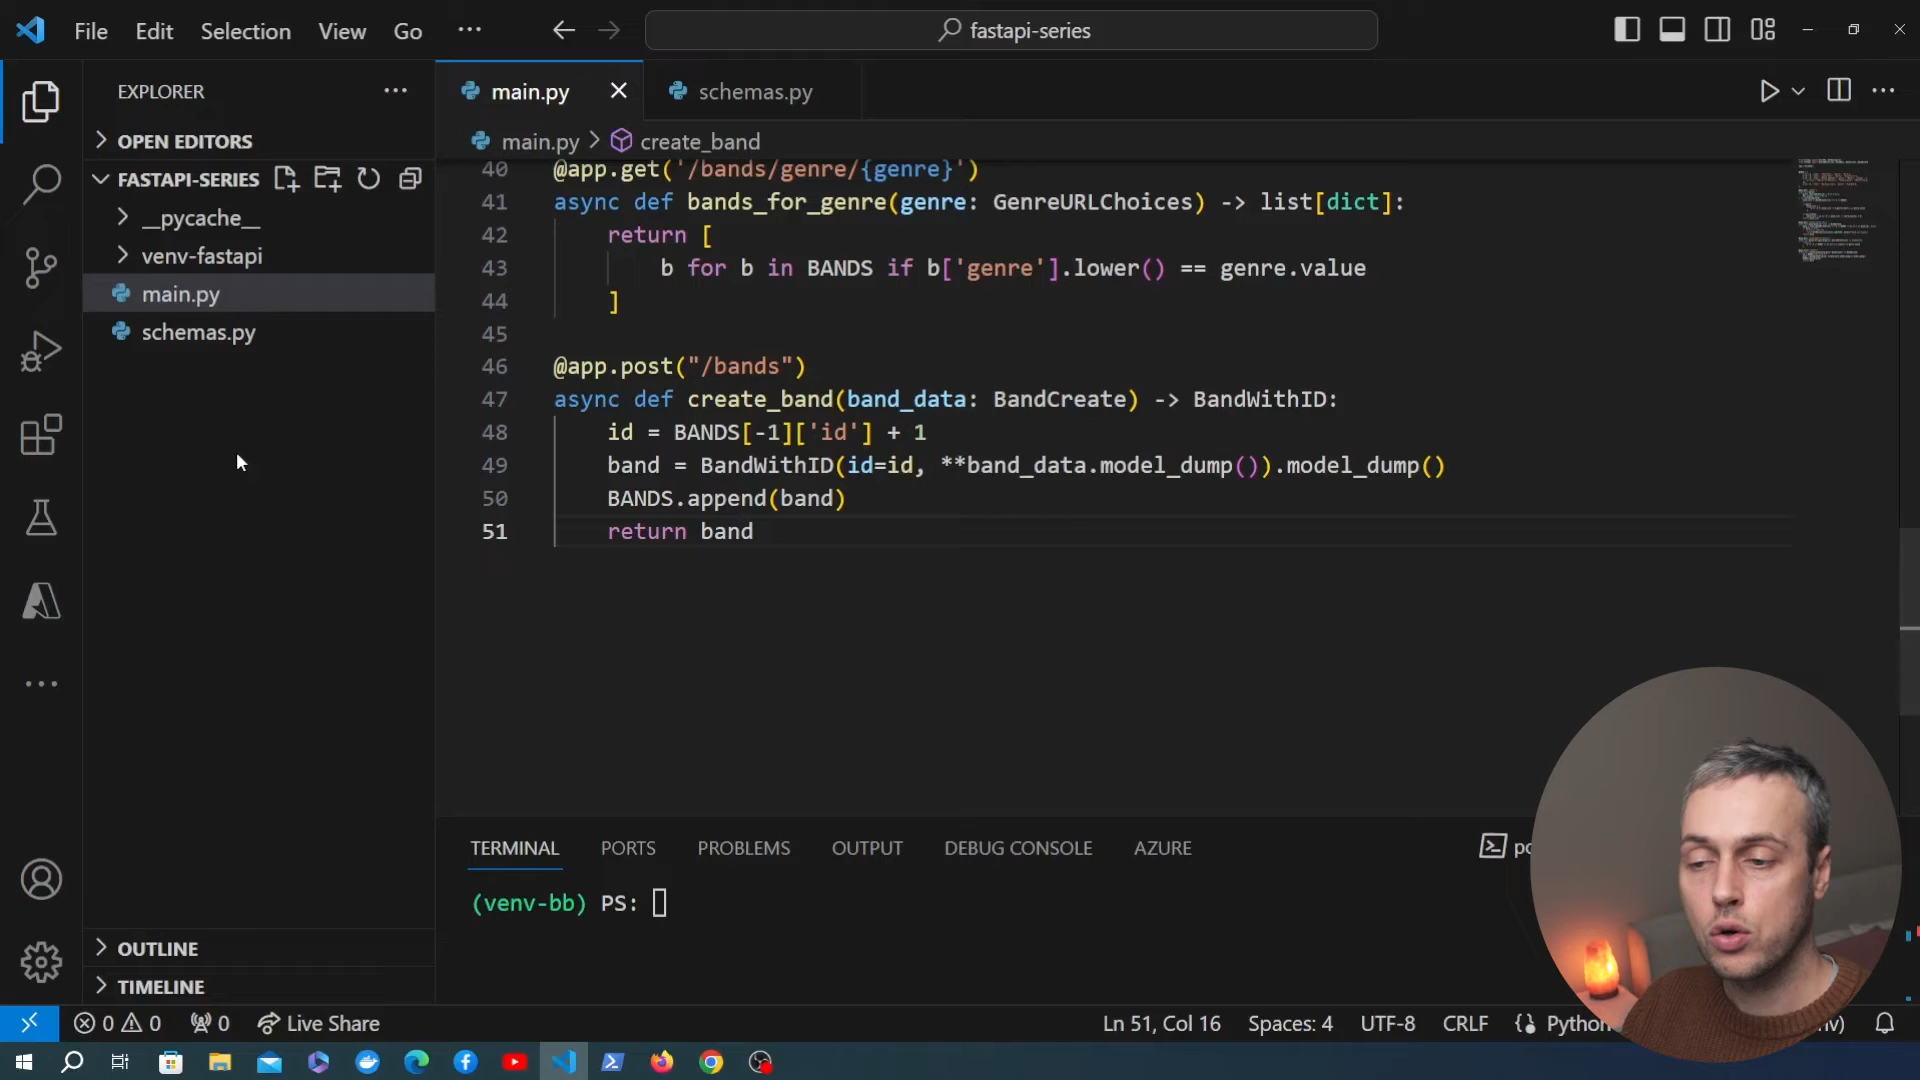 File Edit Selection View Go ...
fastapi-series
EXPLORER
main.py
schemas.py
OPEN EDITORS
main.py > create_band
FASTAPI-SERIES
__pycache__
venv-fastapi
main.py
schemas.py
40 @app.get('/bands/genre/{genre}')
41 async def bands_for_genre(genre: GenreURLChoices) -> list[dict]:
42     return [
43         b for b in BANDS if b['genre'].lower() == genre.value
44     ]
45
46 @app.post("/bands")
47 async def create_band(band_data: BandCreate) -> BandWithID:
48     id = BANDS[-1]['id'] + 1
49     band = BandWithID(id=id, **band_data.model_dump()).model_dump()
50     BANDS.append(band)
51     return band
TERMINAL PORTS PROBLEMS OUTPUT DEBUG CONSOLE AZURE
(venv-bb) PS:
OUTLINE
TIMELINE
0 0 0 Live Share
Ln 51, Col 16 Spaces: 4 UTF-8 CRLF